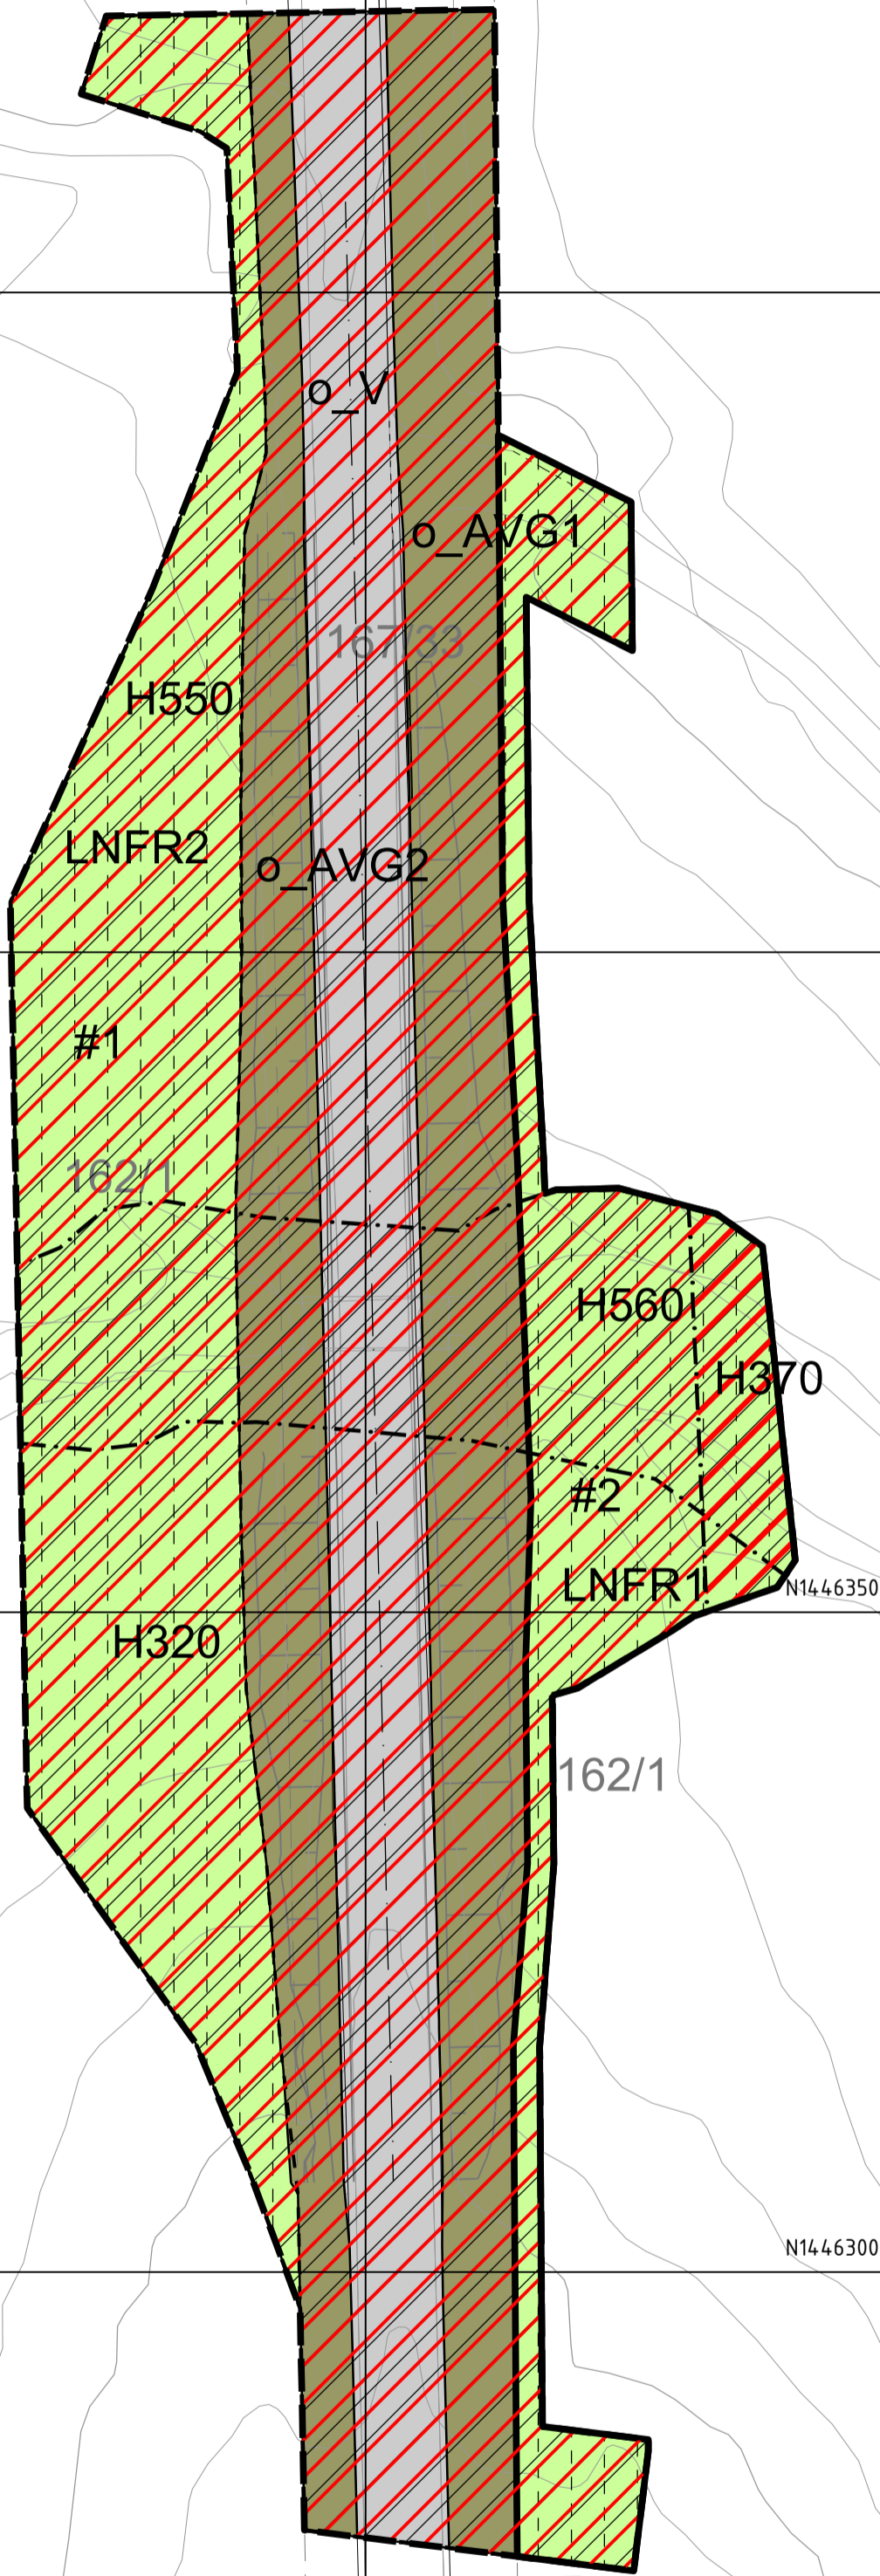 o_V
o_AVG1
167/33
H550
LNFR2
o_AVG2
#1
162/1
H560
H370
#2
LNFR1
N1446350
H320
162/1
N1446300